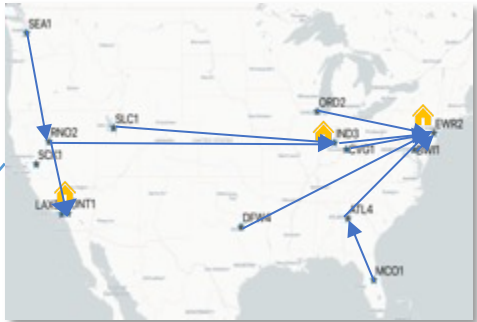 SEA1
ORD2
SLC1
EWR2
RNO2
IND3
CVG1
SCK1
LAX
ATL4
DFW4
MCO1